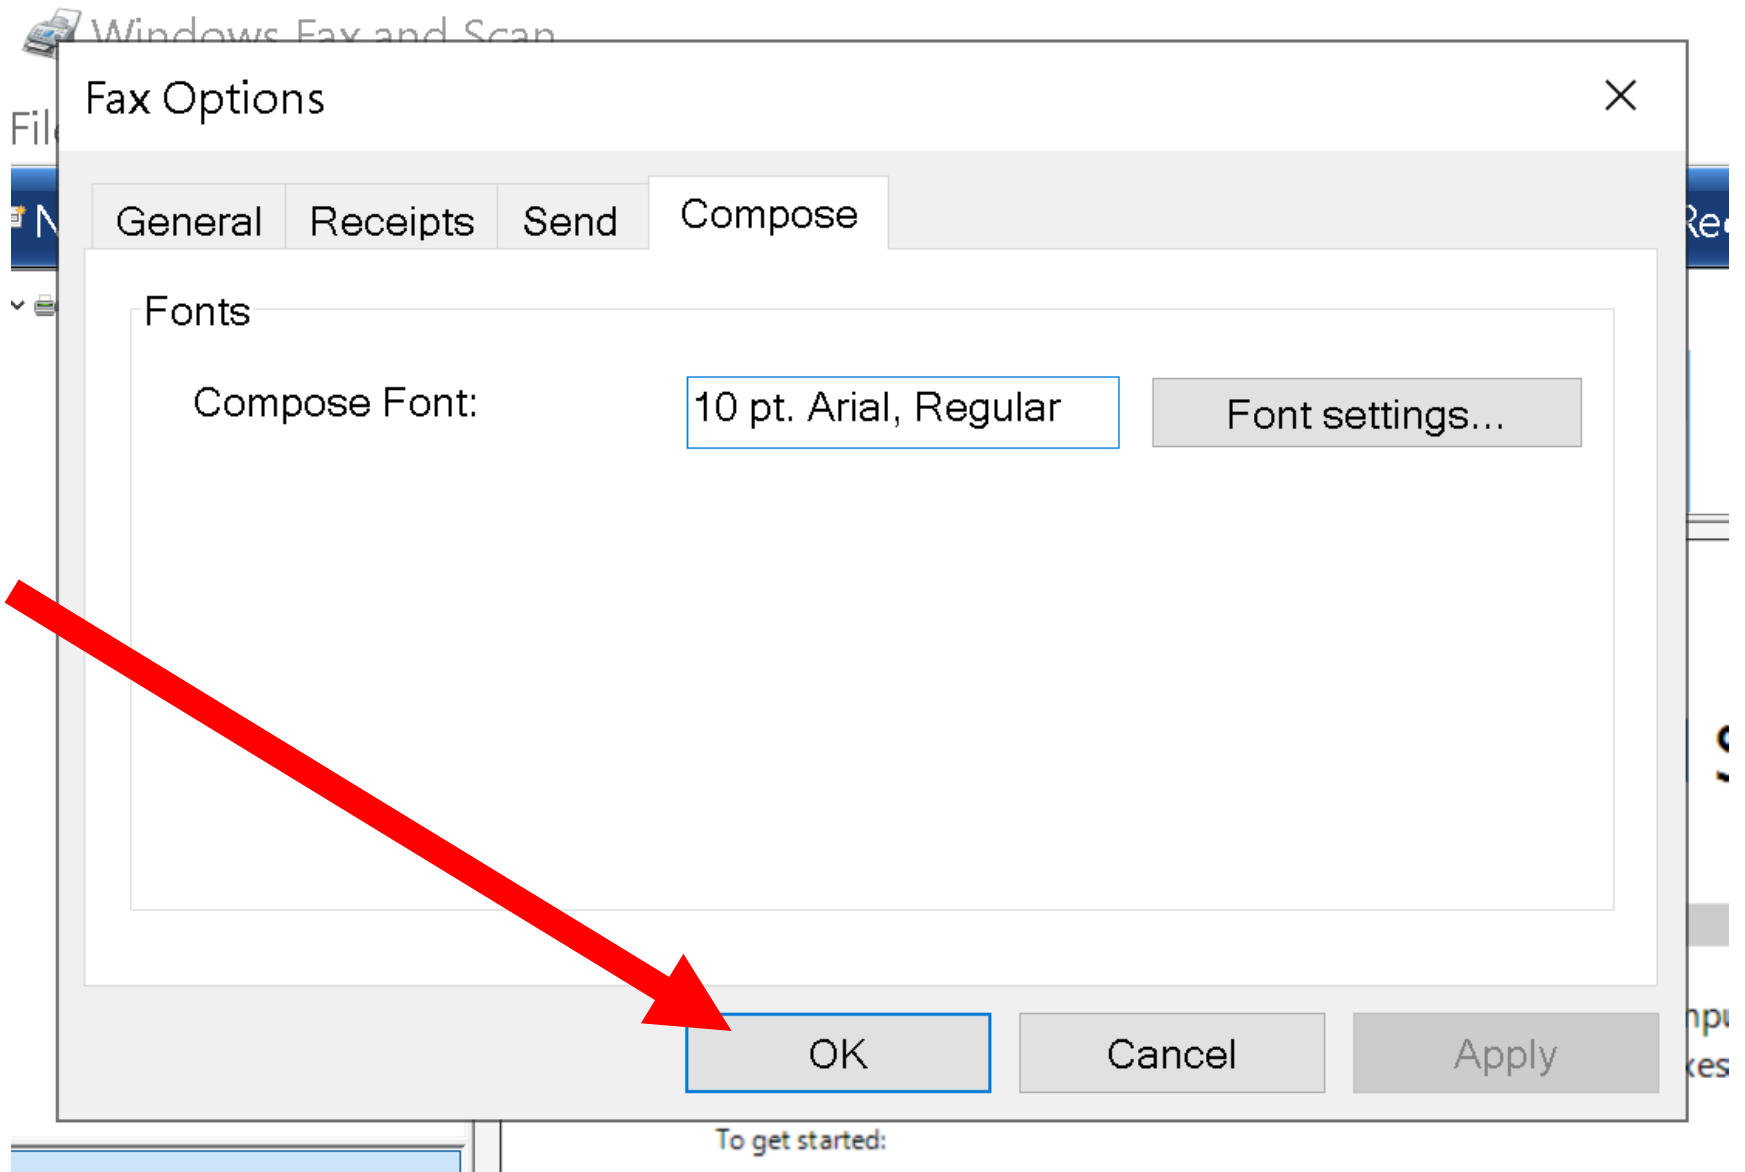 Windows Fax and Scan
Fax Options
File
General Receipts Send Compose
Fonts
Compose Font: 10 pt. Arial, Regular Font settings...
OK Cancel Apply
To get started: